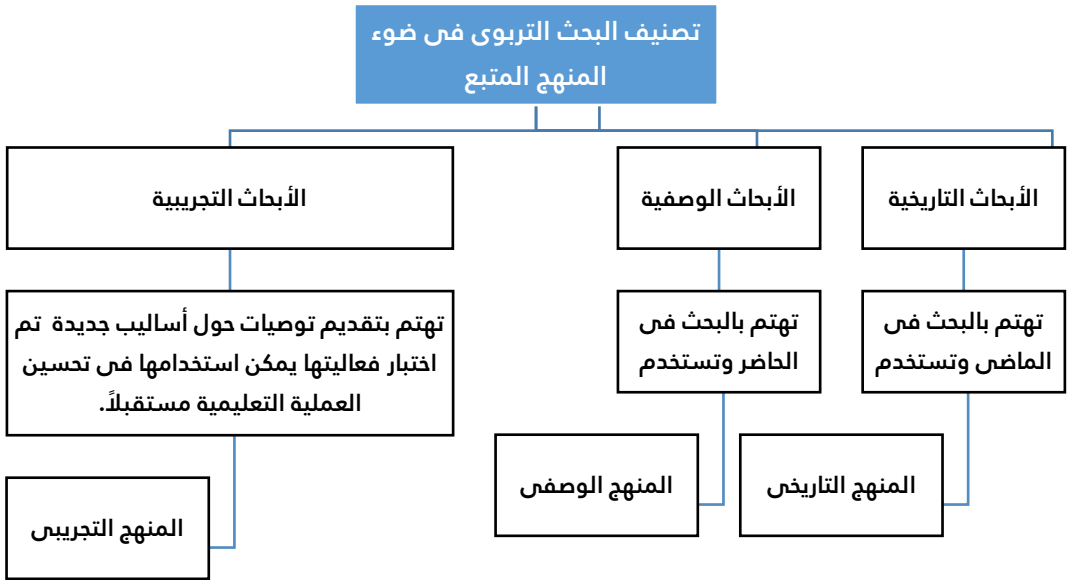 تصنيف البحث التربوى فى ضوء
المنهج المتبع
الأبحاث التاريخية
الأبحاث الوصفية
الأبحاث التجريبية
تهتم بالبحث فى
الماضى وتستخدم
تهتم بالبحث فى
الحاضر وتستخدم
تهتم بتقديم توصيات حول أساليب جديدة تم
اختبار فعاليتها يمكن استخدامها فى تحسين
العملية التعليمية مستقبلاً.
المنهج التاريخى
المنهج الوصفى
المنهج التجريبى